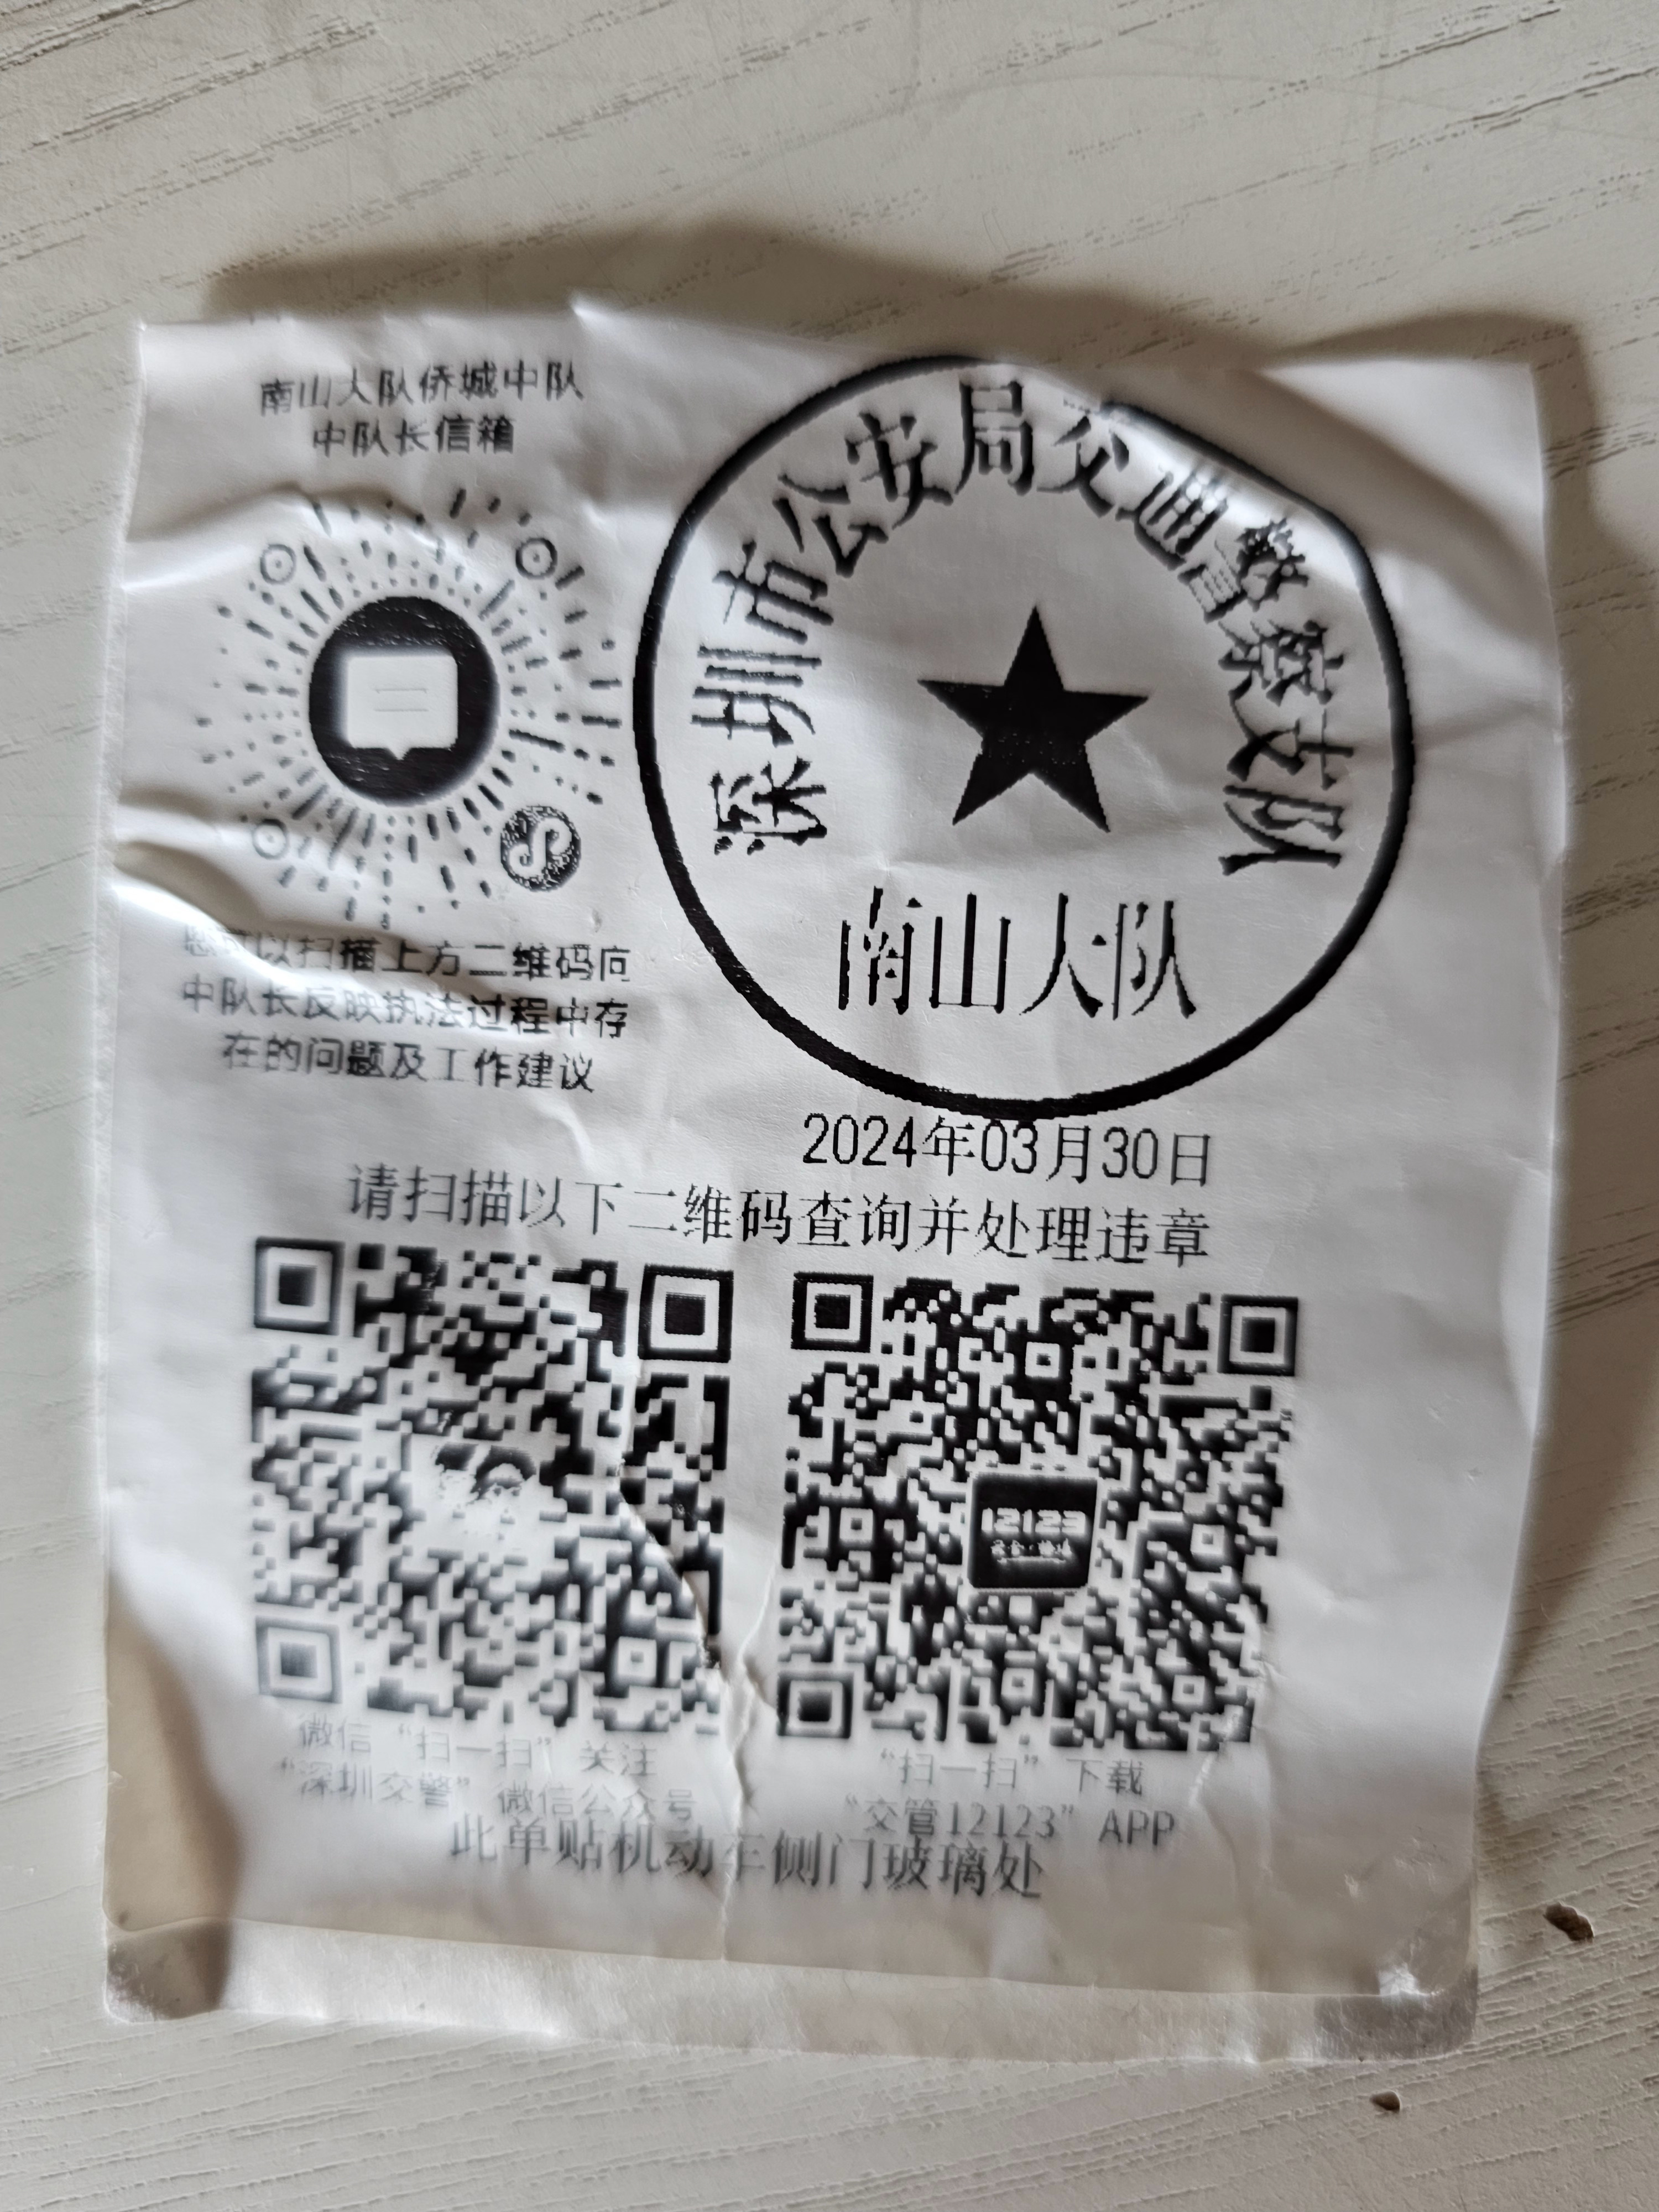 南山大队侨城中队
中队长信箱
您可以扫描上方二维码向
中队长反映执法过程中存
在的问题及工作建议
深圳市公安局交通警察支队
南山大队
2024年03月30日
请扫描以下二维码查询并处理违章
12123
微信“扫一扫”关注
“深圳交警”微信公众号
“扫一扫”下载
“交管12123”APP
此单贴机动车侧门玻璃处